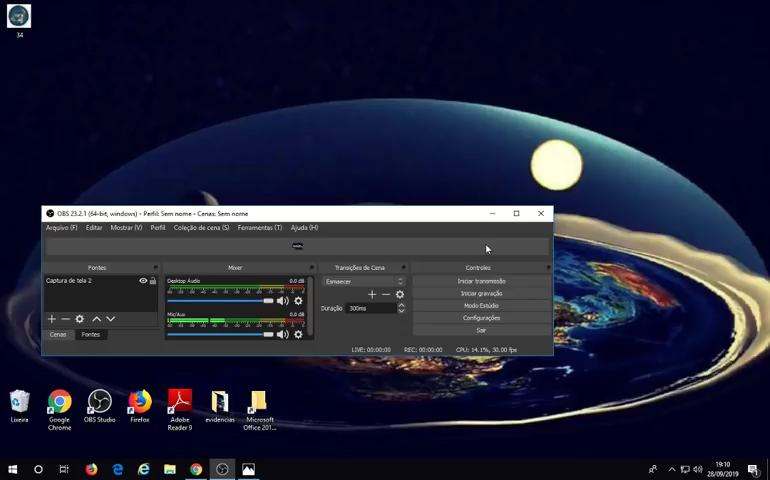 34
OBS 23.2.1 (64-bit, windows) - Perfil: Sem nome - Cenas: Sem nome
Arquivo (F) Editar Mostrar (V) Perfil Coleção de cena (S) Ferramentas (T) Ajuda (H)
Fontes Mixer Transições de Cena Controles
Captura de tela 2
Desktop Audio 0.0 dB
Mic/Aux 0.0 dB
Esmaecer
Duração 300ms
Iniciar transmissão
Iniciar gravação
Modo Estúdio
Configurações
Sair
Cenas Fontes
LIVE: 00:00:00 REC: 00:00:00 CPU: 14.1%, 30.00 fps
Lixeira
Google
Chrome
OBS Studio
Firefox
Adobe
Reader 9
evidencias
Microsoft
Office 201...
19:10
28/09/2019